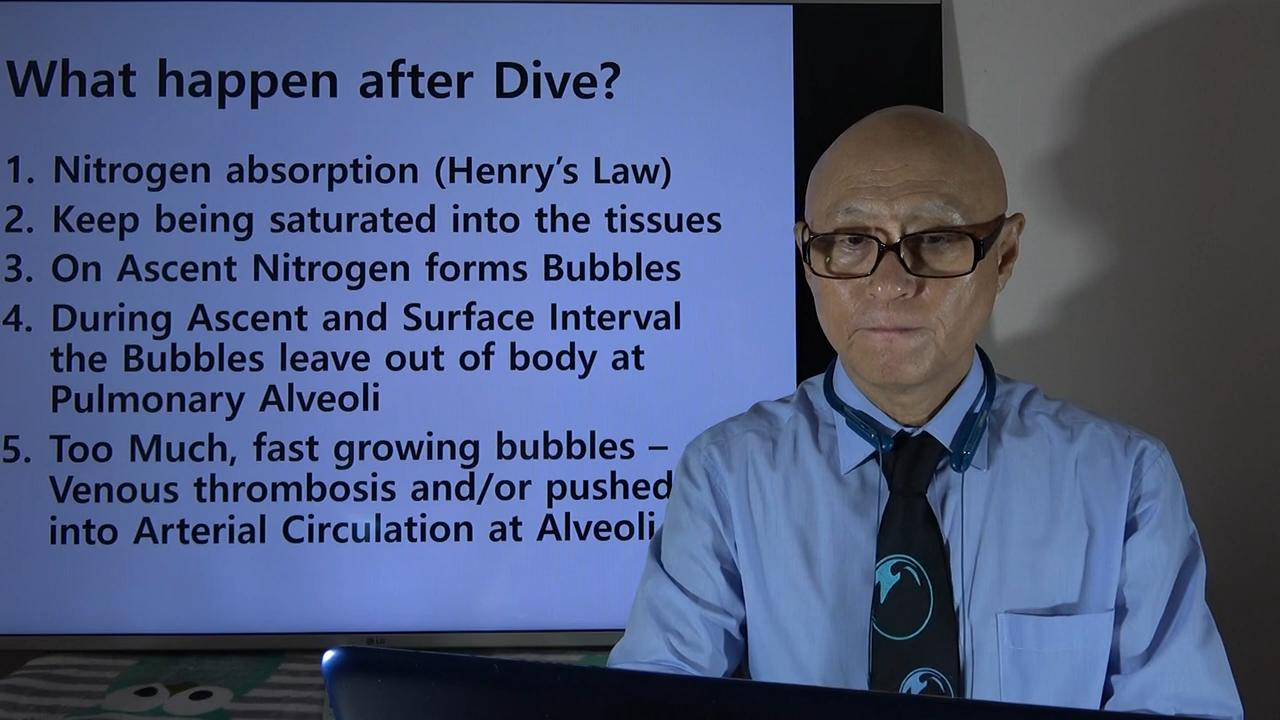 What happen after Dive?
1. Nitrogen absorption (Henry's Law)
2. Keep being saturated into the tissues
3. On Ascent Nitrogen forms Bubbles
4. During Ascent and Surface Interval
the Bubbles leave out of body at
Pulmonary Alveoli
5. Too Much, fast growing bubbles –
Venous thrombosis and/or pushed
into Arterial Circulation at Alveoli
LG